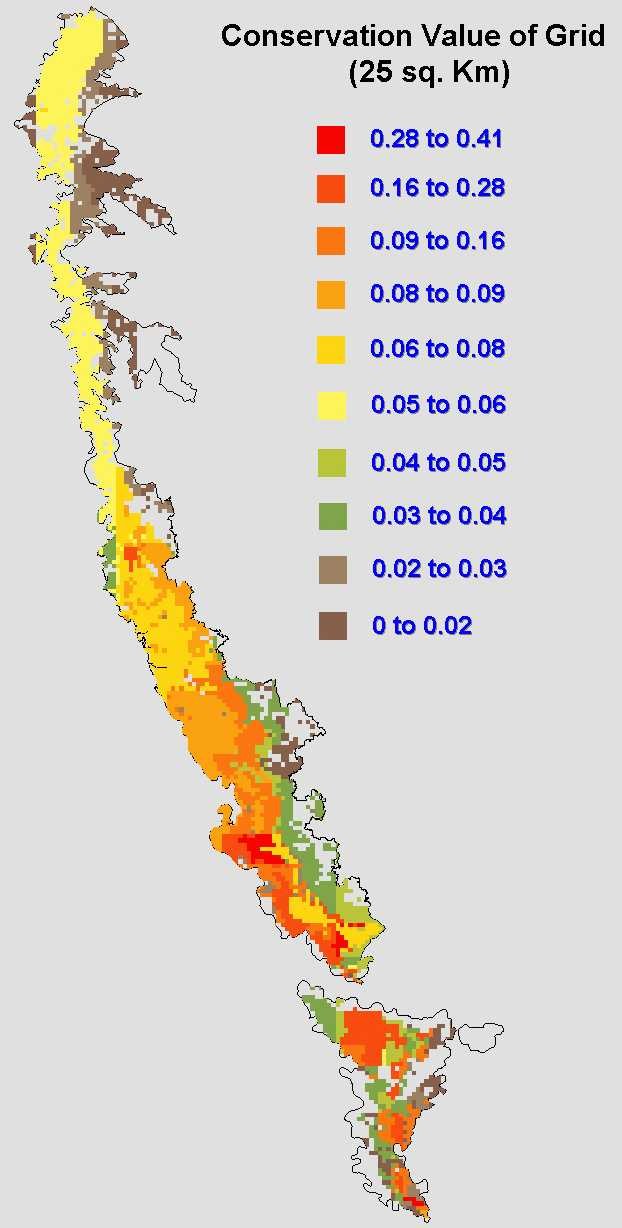 Conservation Value of Grid
(25 sq. Km)
0.28 to 0.41
0.16 to 0.28
0.09 to 0.16
0.08 to 0.09
0.06 to 0.08
0.05 to 0.06
0.04 to 0.05
0.03 to 0.04
0.02 to 0.03
0 to 0.02